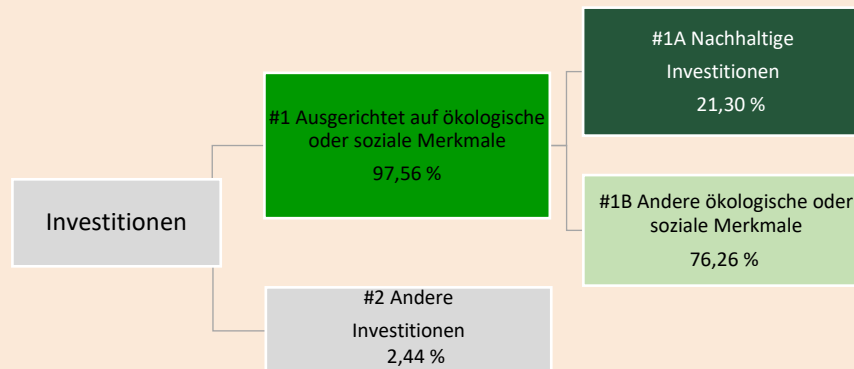 Investitionen
#1 Ausgerichtet auf ökologische
oder soziale Merkmale
97,56 %
#2 Andere
Investitionen
2,44 %
#1A Nachhaltige
Investitionen
21,30 %
#1B Andere ökologische oder
soziale Merkmale
76,26 %